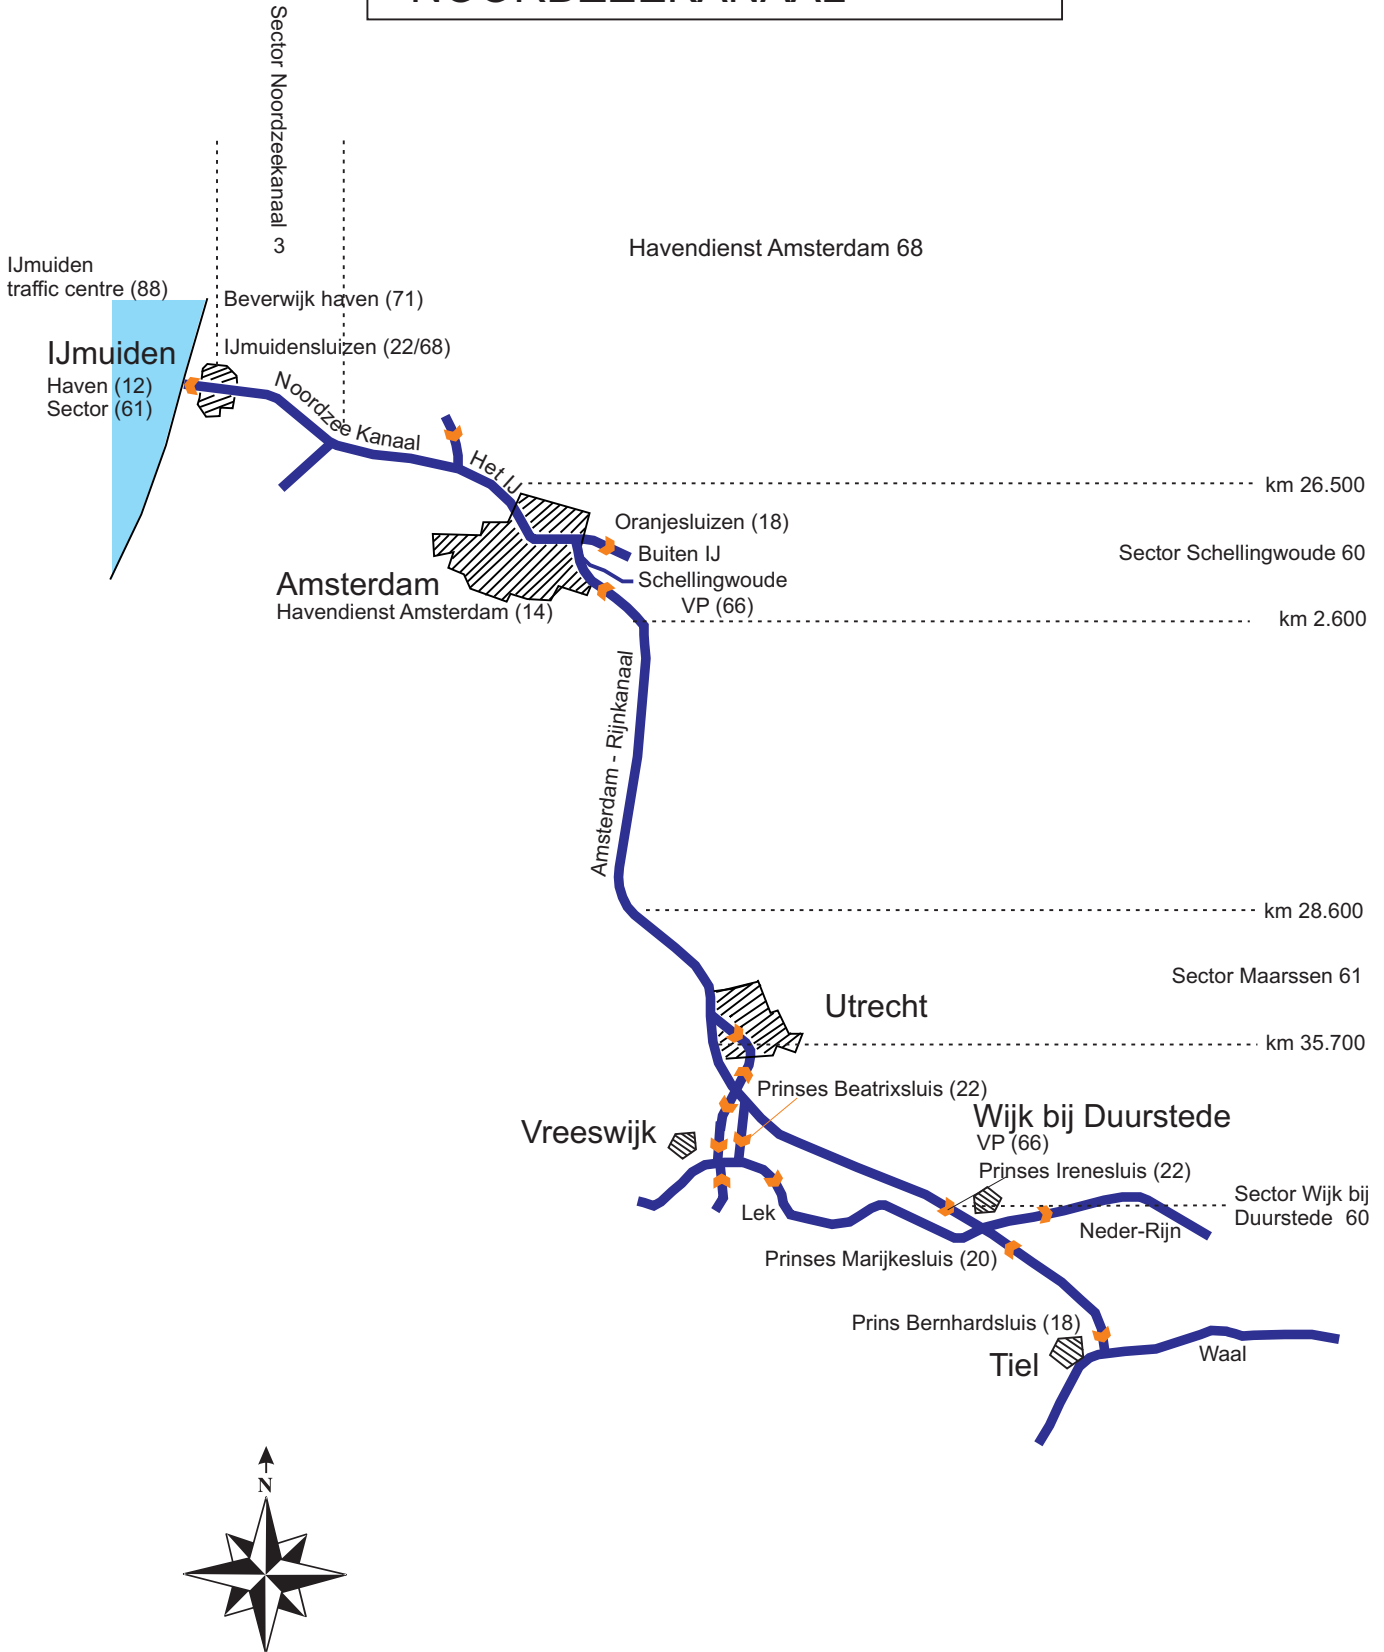 NOORDZEEKANAAL
Sector Noordzeekanaal 3
Havendienst Amsterdam 68
IJmuiden
traffic centre (88)
Beverwijk haven (71)
IJmuiden
IJmuidensluizen (22/68)
Haven (12)
Sector (61)
Noordzee Kanaal
Het IJ
km 26.500
Oranjesluizen (18)
Buiten IJ
Sector Schellingwoude 60
Amsterdam
Schellingwoude
VP (66)
Havendienst Amsterdam (14)
km 2.600
Amsterdam - Rijnkanaal
km 28.600
Sector Maarssen 61
Utrecht
km 35.700
Prinses Beatrixsluis (22)
Vreeswijk
Wijk bij Duurstede
VP (66)
Prinses Irenesluis (22)
Sector Wijk bij
Duurstede 60
Lek
Neder-Rijn
Prinses Marijkesluis (20)
Prins Bernhardsluis (18)
Tiel
Waal
N